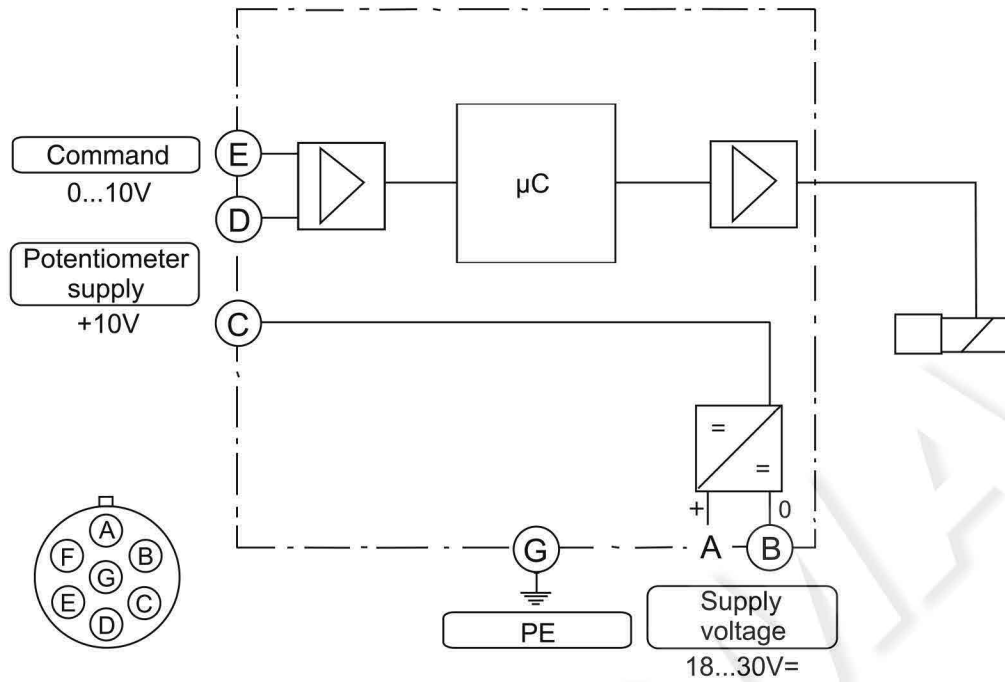 Command
0...10V
E
D
µC
Potentiometer
supply
+10V
C
=
=
+
0
G
A
B
PE
Supply
voltage
18...30V=
A
F
B
G
E
C
D